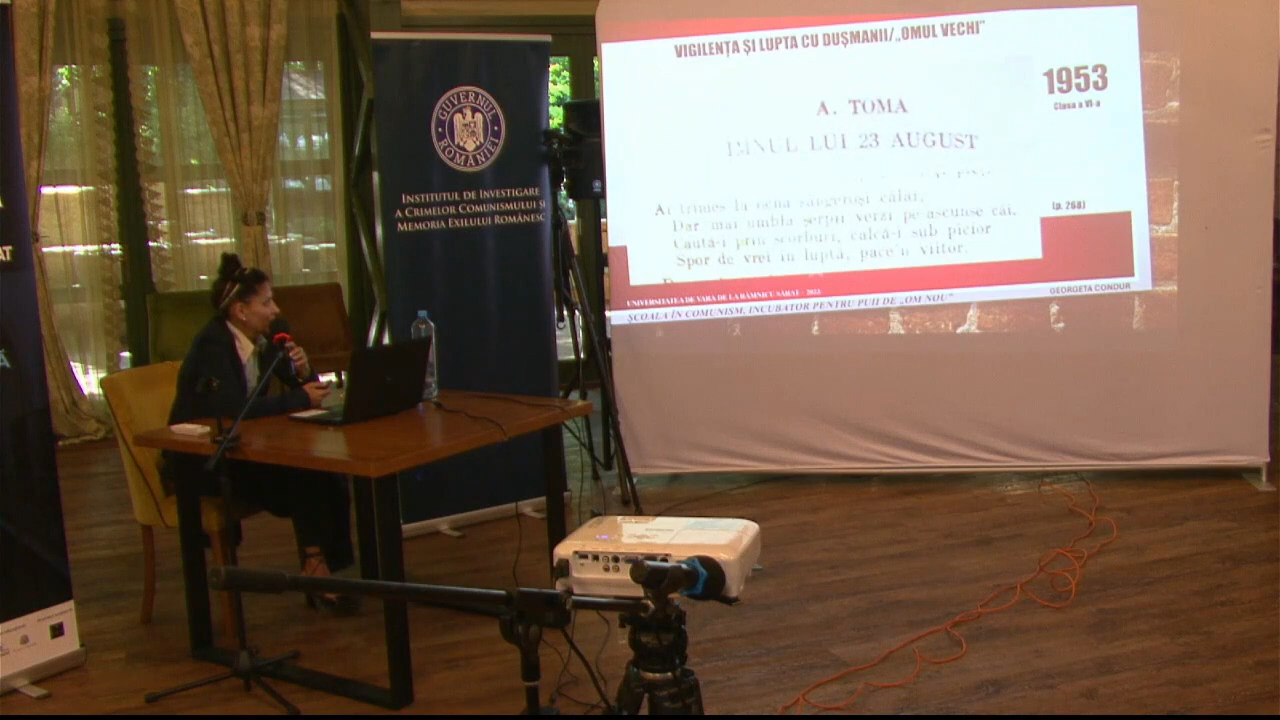 GUVERNUL ROMÂNIEI
INSTITUTUL DE INVESTIGARE
A CRIMELOR COMUNISMULUI ȘI
MEMORIA EXILULUI ROMÂNESC
VIGILENȚA ȘI LUPTA CU DUȘMANII/„OMUL VECHI”
1953
Clasa a VI-a
A. TOMA
IMNUL LUI 23 AUGUST
Ai trimes la ocna sângeroși călăi,
Dar mai umblă șerpii verzi pe-ascunse căi.
Caută-i prin scorburi, calcă-i sub picior
Spor de vrei în luptă, pace'n viitor.
(p. 268)
UNIVERSITATEA DE VARĂ DE LA RÂMNICU SĂRAT - 2023
GEORGETA CONDUR
ȘCOALA ÎN COMUNISM, INCUBATOR PENTRU PUII DE „OM NOU”